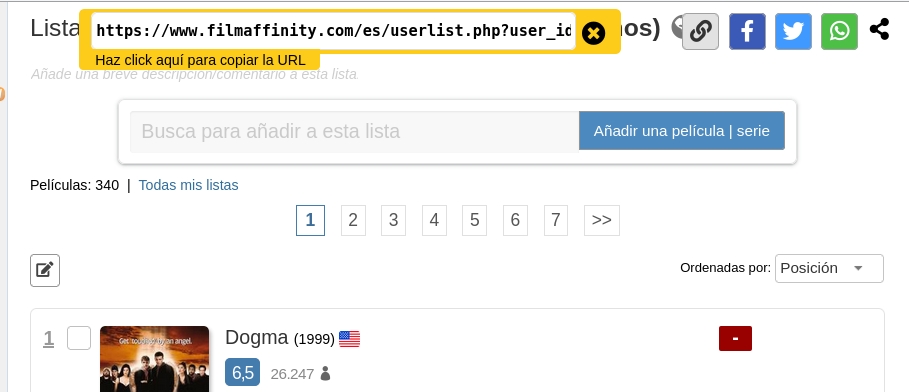 Lista
https://www.filmaffinity.com/es/userlist.php?user_id
nos)
Haz click aquí para copiar la URL
Añade una breve descripción/comentario a esta lista.
Busca para añadir a esta lista
Añadir una película | serie
Películas: 340 | Todas mis listas
1 2 3 4 5 6 7 >>
Ordenadas por: Posición
1
Get touched by an angel.
Dogma (1999)
-
6,5 26.247